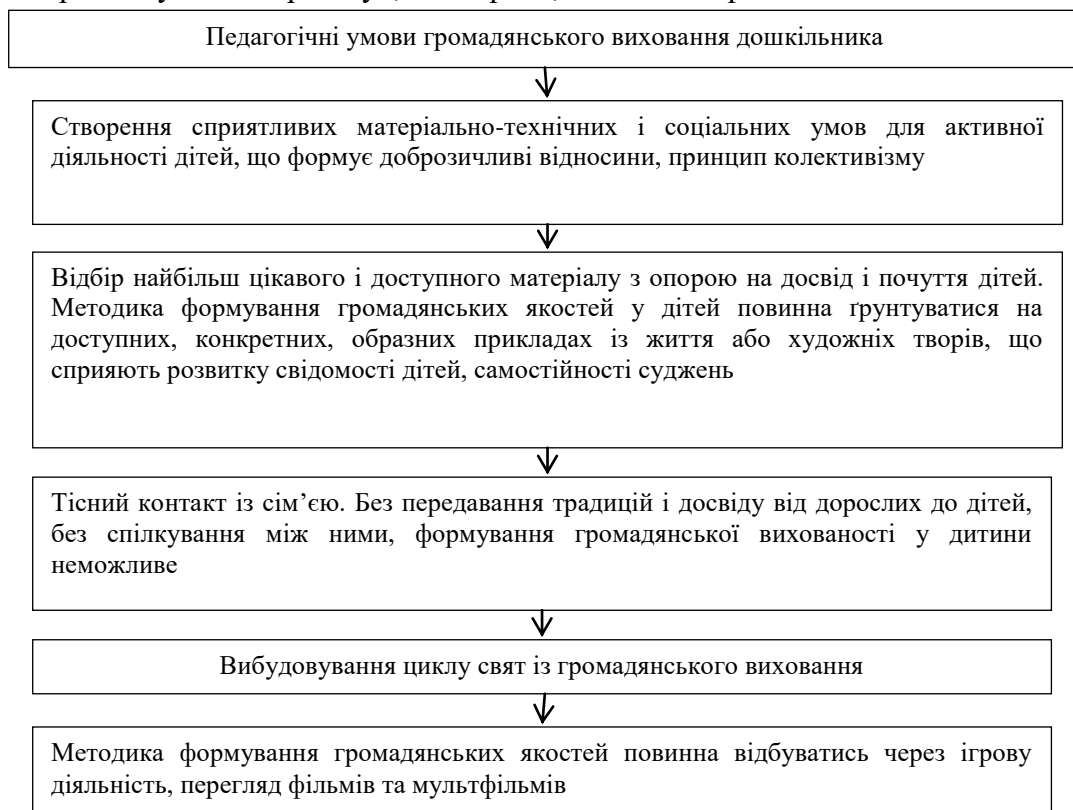 Педагогічні умови громадянського виховання дошкільника
Створення сприятливих матеріально-технічних і соціальних умов для активної
діяльності дітей, що формує доброзичливі відносини, принцип колективізму
Відбір найбільш цікавого і доступного матеріалу з опорою на досвід і почуття дітей.
Методика формування громадянських якостей у дітей повинна ґрунтуватися на
доступних, конкретних, образних прикладах із життя або художніх творів, що
сприяють розвитку свідомості дітей, самостійності суджень
Тісний контакт із сім’єю. Без передавання традицій і досвіду від дорослих до дітей,
без спілкування між ними, формування громадянської вихованості у дитини
неможливе
Вибудовування циклу свят із громадянського виховання
Методика формування громадянських якостей повинна відбуватись через ігрову
діяльність, перегляд фільмів та мультфільмів